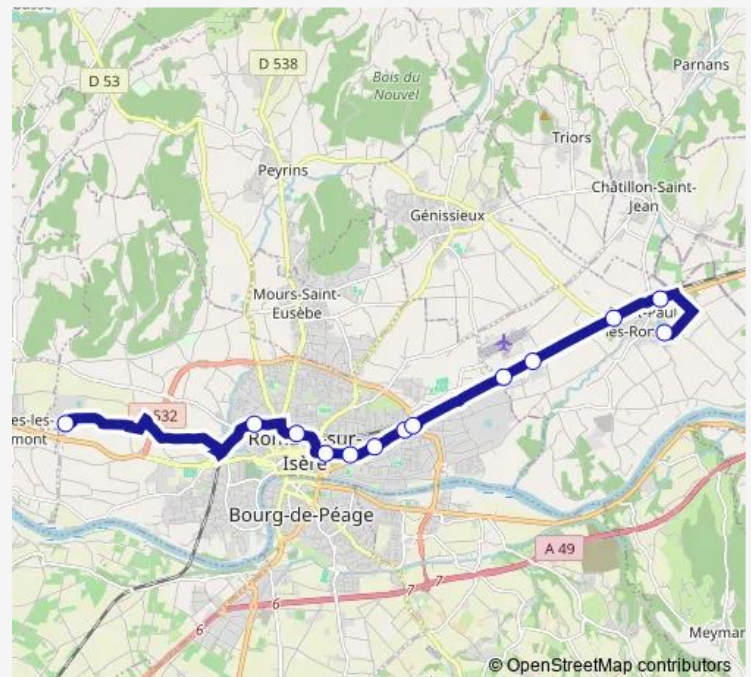 D 53
D 538
Bois du
Nouvel
Parnans
Triors
Peyrins
Châtillon-Saint-
Jean
Génissieux
Mours-Saint-
Eusèbe
-Paul
532
Isère
Bourg-de-Péage
A 49
7
7
6
6
Meymar
© OpenStreetMap contributors